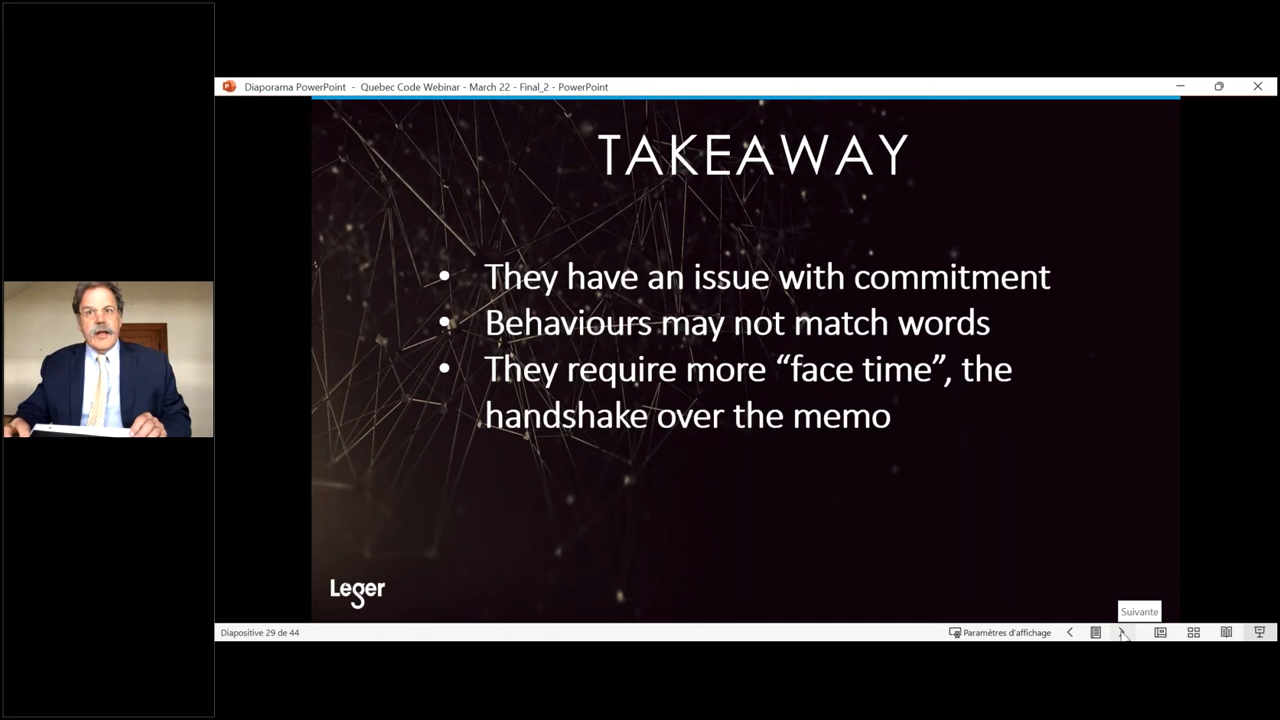 Diaporama PowerPoint - Quebec Code Webinar - March 22 - Final_2 - PowerPoint
TAKEAWAY
• They have an issue with commitment
• Behaviours may not match words
• They require more “face time”, the
handshake over the memo
Leger
Suivante
Diapositive 29 de 44
Paramètres d'affichage